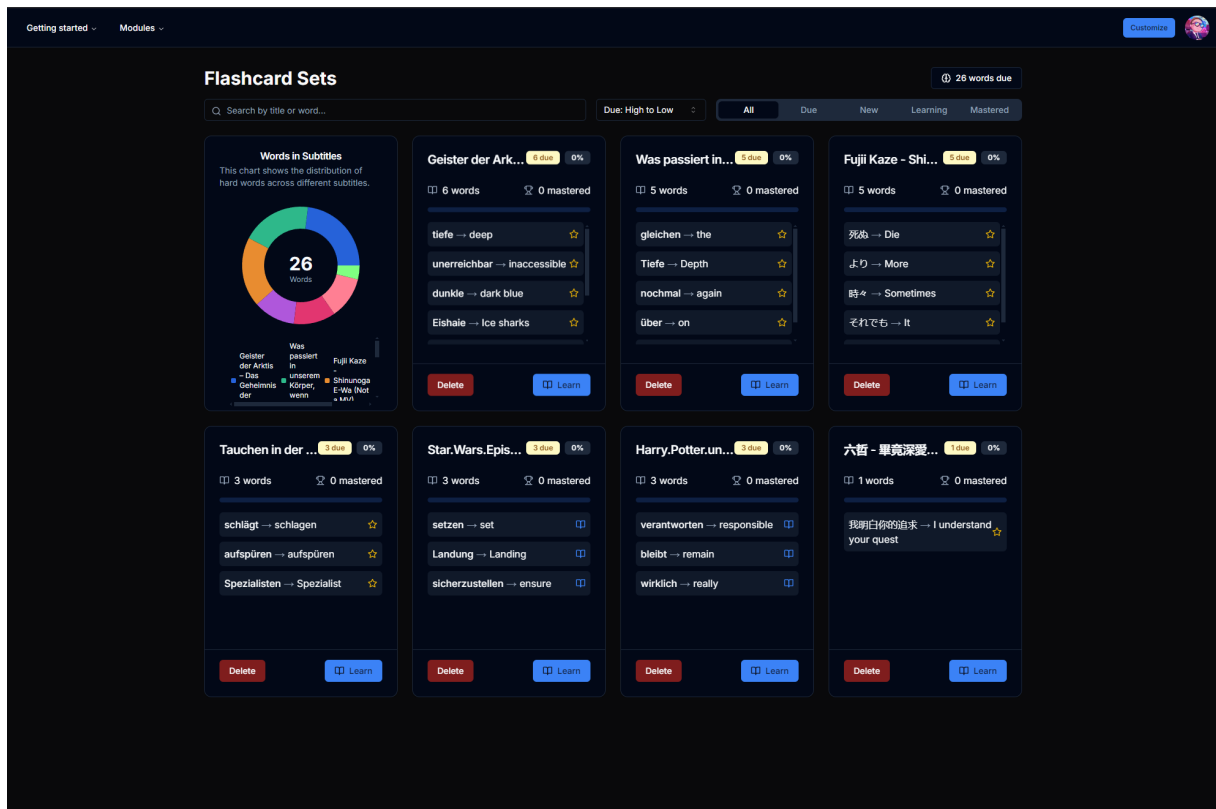 Getting started
Modules
Customize
Flashcard Sets
26 words due
Search by title or word...
Due: High to Low
All
Due
New
Learning
Mastered
Words in Subtitles
This chart shows the distribution of
hard words across different subtitles.
26
Words
Geister
der Arktis
– Das
Geheimnis
der
Was
passiert
in
unserem
Körper,
wenn
Fujii Kaze
-
Shinunoga
E-Wa (Not
a MV)
Geister der Ark... 6 due 0%
6 words 0 mastered
tiefe → deep
unerreichbar → inaccessible
dunkle → dark blue
Eishaie → Ice sharks
Delete Learn
Was passiert in... 5 due 0%
5 words 0 mastered
gleichen → the
Tiefe → Depth
nochmal → again
über → on
Delete Learn
Fujii Kaze - Shi... 5 due 0%
5 words 0 mastered
死ぬ → Die
より → More
時々 → Sometimes
それでも → It
Delete Learn
Tauchen in der ... 3 due 0%
3 words 0 mastered
schlägt → schlagen
aufspüren → aufspüren
Spezialisten → Spezialist
Delete Learn
Star.Wars.Epis... 3 due 0%
3 words 0 mastered
setzen → set
Landung → Landing
sicherzustellen → ensure
Delete Learn
Harry.Potter.un... 3 due 0%
3 words 0 mastered
verantworten → responsible
bleibt → remain
wirklich → really
Delete Learn
六哲 - 畢竟深愛... 1 due 0%
1 words 0 mastered
我明白你的追求 → I understand
your quest
Delete Learn